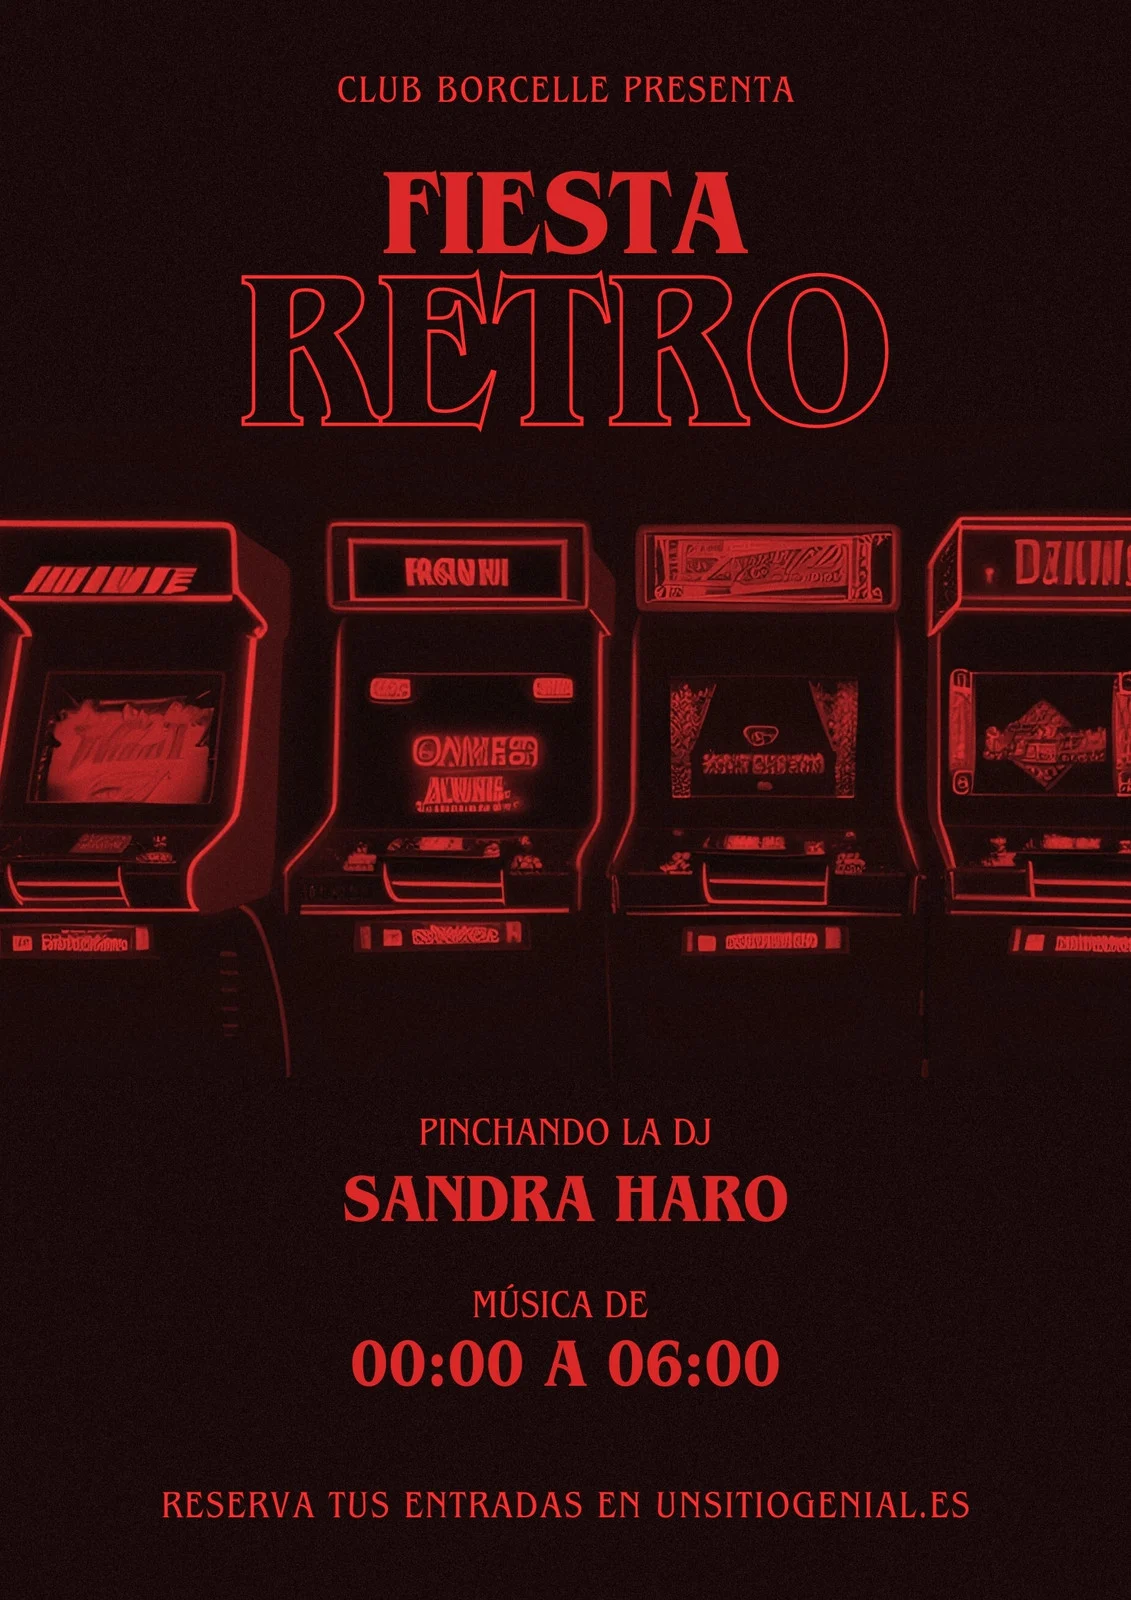 CLUB BORCELLE PRESENTA
FIESTA
RETRO
PINCHANDO LA DJ
SANDRA HARO
MÚSICA DE
00:00 A 06:00
RESERVA TUS ENTRADAS EN UNSITIOGENIAL.ES